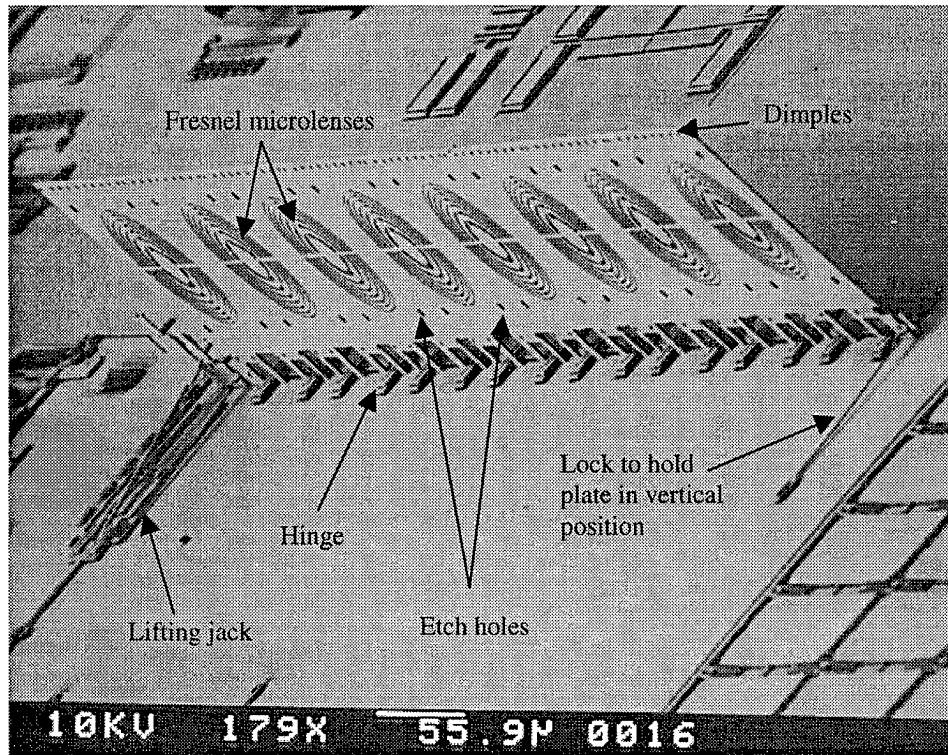 Fresnel microlenses
Dimples
Lock to hold
plate in vertical
position
Hinge
Lifting jack
Etch holes
10KV 179X 55.9µ 0016